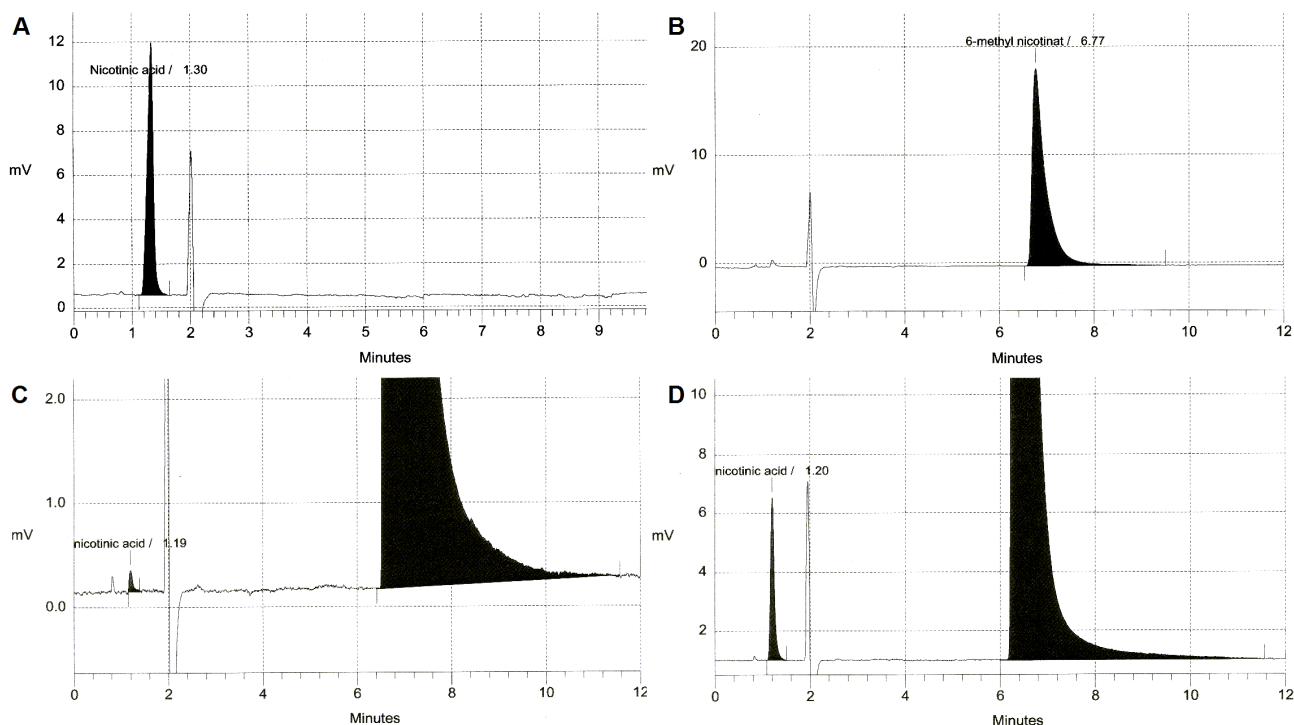 A
12
10
8
6
4
2
0
mV
Nicotinic acid / 1.30
0 1 2 3 4 5 6 7 8 9
Minutes
B
20
10
0
mV
6-methyl nicotinat / 6.77
0 2 4 6 8 10 12
Minutes
C
2.0
1.0
0.0
mV
nicotinic acid / 1.19
0 2 4 6 8 10 12
Minutes
D
10
8
6
4
2
mV
nicotinic acid / 1.20
0 2 4 6 8 10 12
Minutes